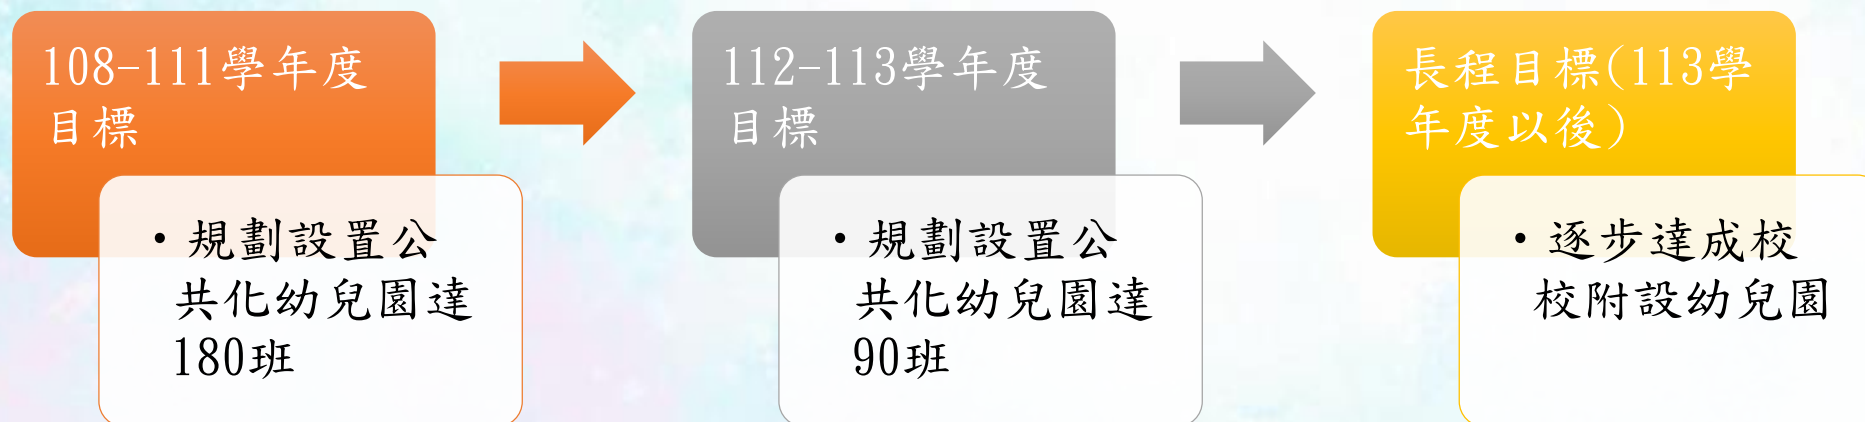 108-111學年度
目標
•規劃設置公
共化幼兒園達
180班
112-113學年度
目標
•規劃設置公
共化幼兒園達
90班
長程目標(113學
年度以後)
•逐步達成校
校附設幼兒園